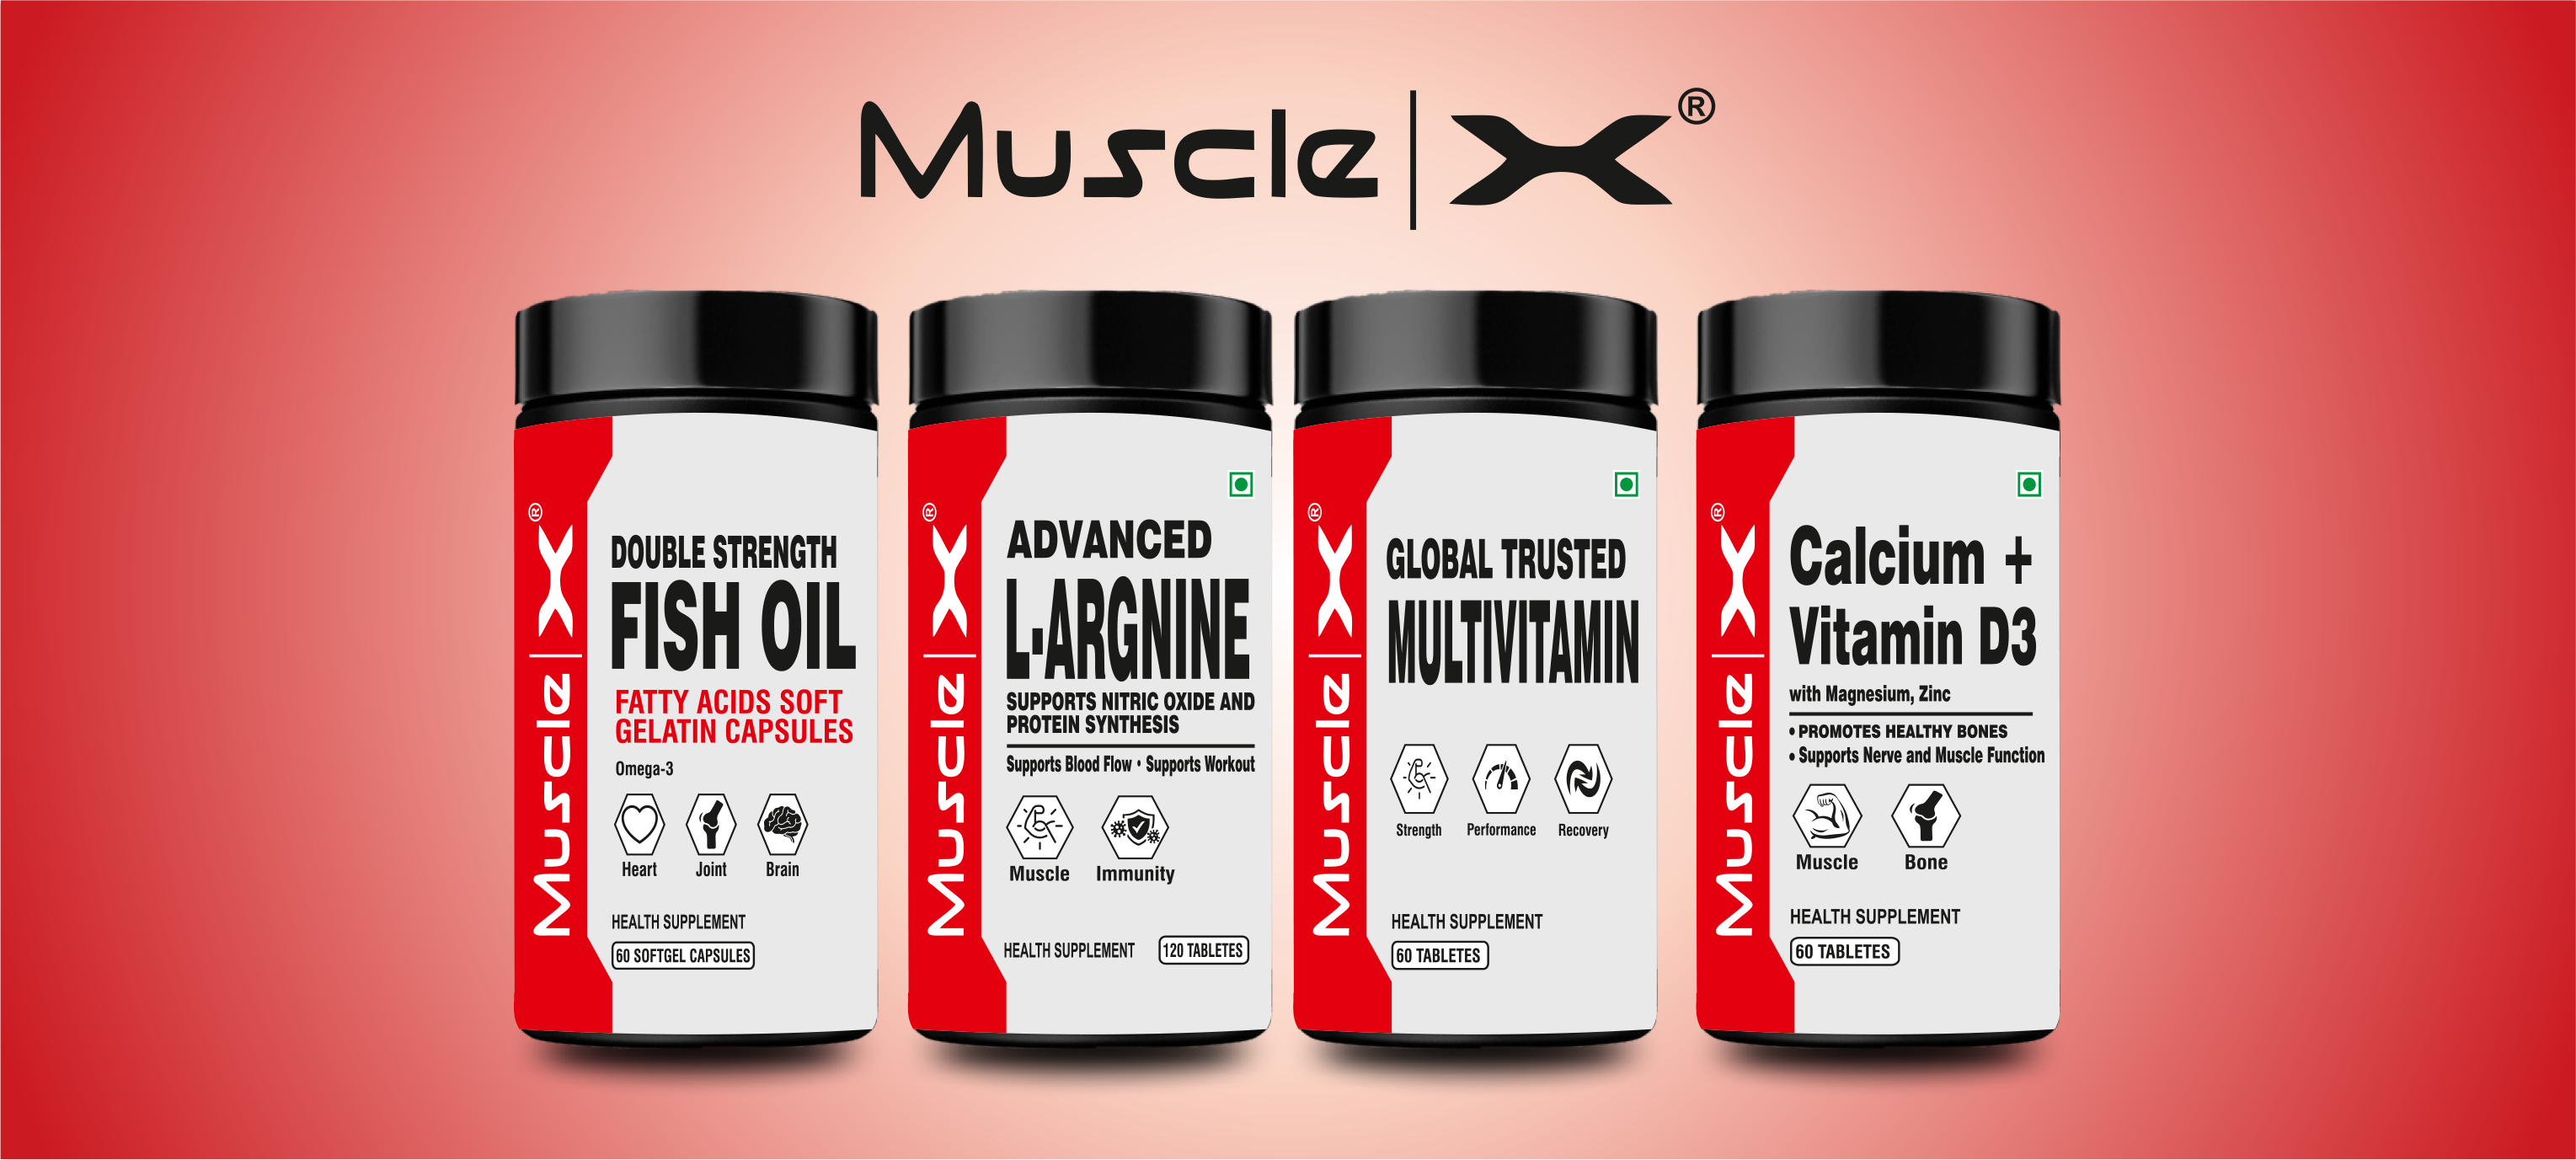 Muscle | X®
Muscle | X®
DOUBLE STRENGTH
FISH OIL
FATTY ACIDS SOFT
GELATIN CAPSULES
Omega-3
Heart Joint Brain
HEALTH SUPPLEMENT
60 SOFTGEL CAPSULES
Muscle | X®
ADVANCED
L-ARGNINE
SUPPORTS NITRIC OXIDE AND
PROTEIN SYNTHESIS
Supports Blood Flow • Supports Workout
Muscle Immunity
HEALTH SUPPLEMENT 120 TABLETES
Muscle | X®
GLOBAL TRUSTED
MULTIVITAMIN
Strength Performance Recovery
HEALTH SUPPLEMENT
60 TABLETES
Muscle | X®
Calcium +
Vitamin D3
with Magnesium, Zinc
• PROMOTES HEALTHY BONES
• Supports Nerve and Muscle Function
Muscle Bone
HEALTH SUPPLEMENT
60 TABLETES